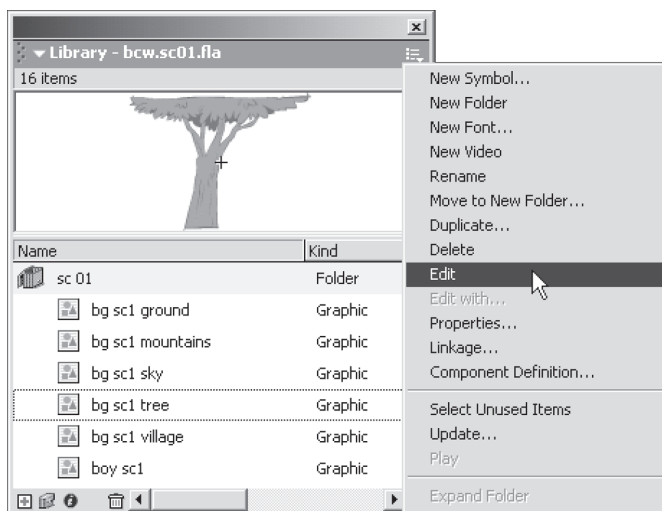 Library - bcw.sc01.fla
16 items
Name Kind
sc 01 Folder
bg sc1 ground Graphic
bg sc1 mountains Graphic
bg sc1 sky Graphic
bg sc1 tree Graphic
bg sc1 village Graphic
boy sc1 Graphic
New Symbol...
New Folder
New Font...
New Video
Rename
Move to New Folder...
Duplicate...
Delete
Edit
Edit with...
Properties...
Linkage...
Component Definition...
Select Unused Items
Update...
Play
Expand Folder